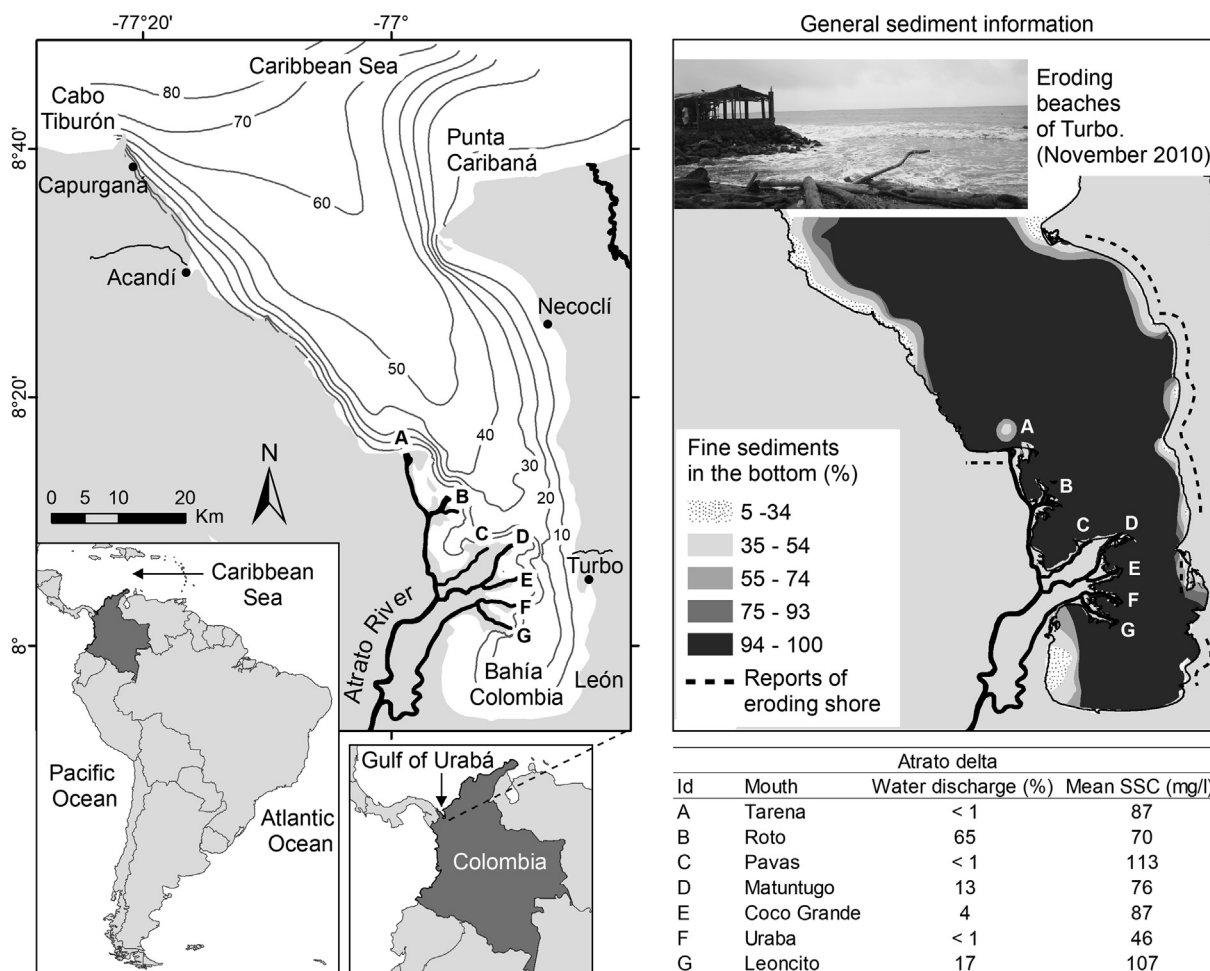 -77°20'
-77°
Caribbean Sea
Cabo
Tiburón
80
70
60
50
40
30
20
10
8°40'
8°20'
8°
Punta
Caribaná
Capurganá
Acandí
Necoclí
A
B
C
D
E
F
G
N
0 5 10 20
Km
Turbo
Atrato River
Bahía
Colombia
León
Caribbean
Sea
Pacific
Ocean
Atlantic
Ocean
Gulf of Urabá
Colombia
General sediment information
Eroding
beaches
of Turbo.
(November 2010)
A
B
C
D
E
F
G
Fine sediments
in the bottom (%)
5 -34
35 - 54
55 - 74
75 - 93
94 - 100
Reports of
eroding shore
Atrato delta
Id Mouth Water discharge (%) Mean SSC (mg/l)
A Tarena < 1 87
B Roto 65 70
C Pavas < 1 113
D Matuntugo 13 76
E Coco Grande 4 87
F Uraba < 1 46
G Leoncito 17 107